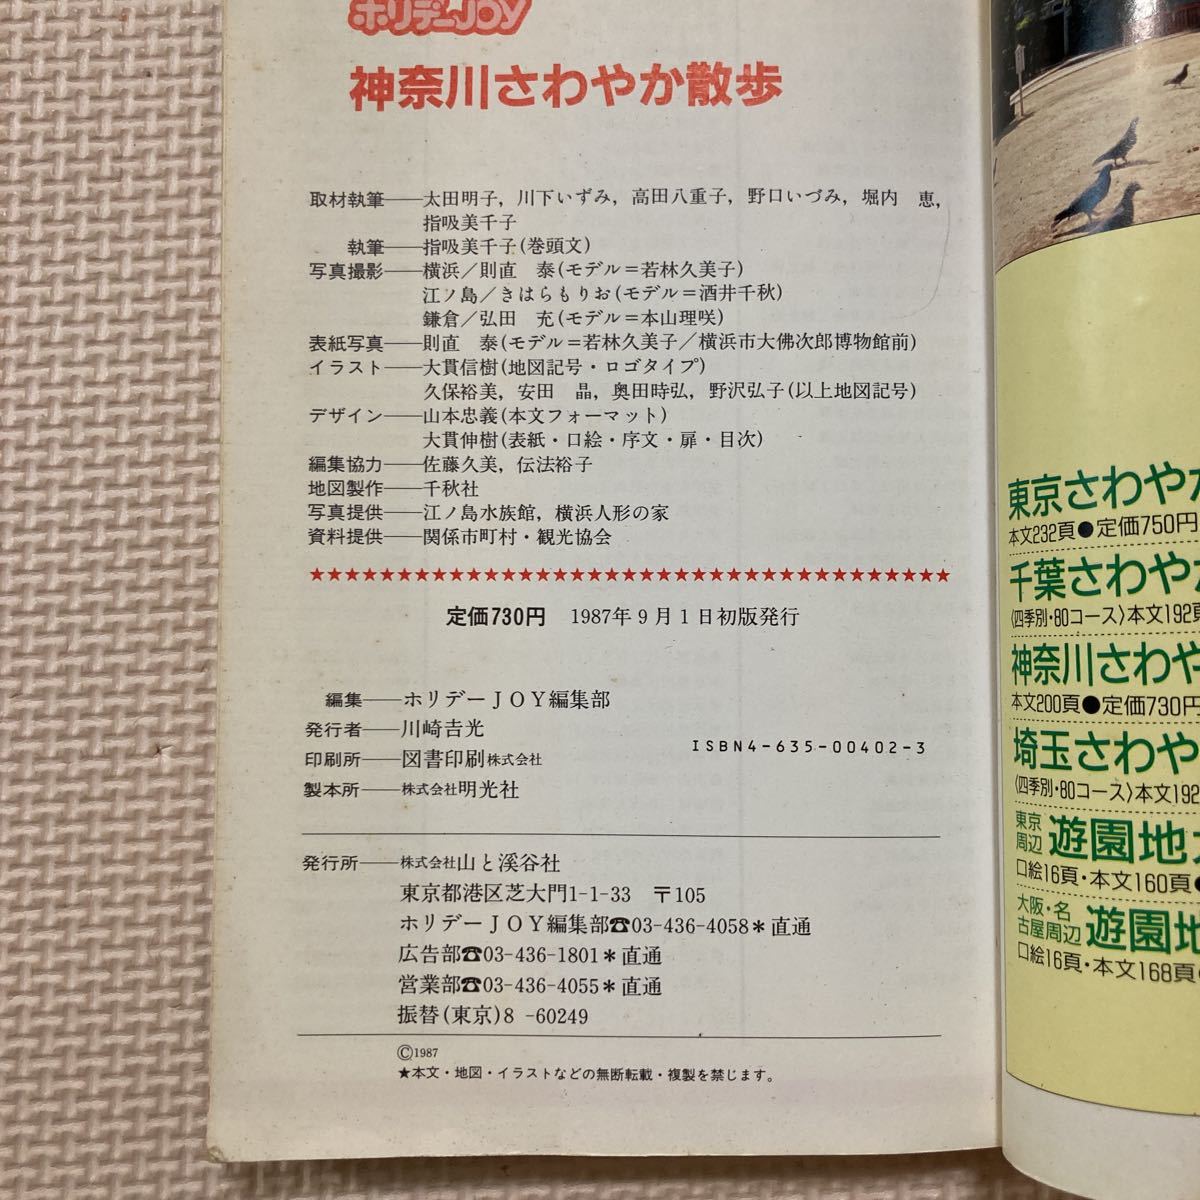 ホリデーJOY
神奈川さわやか散歩
取材執筆──太田明子，川下いずみ，高田八重子，野口いづみ，堀内　恵，
指吸美千子
執筆──指吸美千子(巻頭文)
写真撮影──横浜／則直　泰(モデル＝若林久美子)
江ノ島／きはらもりお(モデル＝酒井千秋)
鎌倉／弘田　充(モデル＝本山理咲)
表紙写真──則直　泰(モデル＝若林久美子／横浜市大佛次郎博物館前)
イラスト──大貫信樹(地図記号・ロゴタイプ)
久保裕美，安田　晶，奥田時弘，野沢弘子(以上地図記号)
デザイン──山本忠義(本文フォーマット)
大貫伸樹(表紙・口絵・序文・扉・目次)
編集協力──佐藤久美，伝法裕子
地図製作──千秋社
写真提供──江ノ島水族館，横浜人形の家
資料提供──関係市町村・観光協会
定価730円　1987年9月1日初版発行
編集──ホリデーJOY編集部
発行者──川崎吉光
ISBN4-635-00402-3
印刷所──図書印刷株式会社
製本所──株式会社明光社
発行所──株式会社山と溪谷社
東京都港区芝大門1-1-33　〒105
ホリデーJOY編集部☎03-436-4058＊直通
広告部☎03-436-1801＊直通
営業部☎03-436-4055＊直通
振替(東京)8-60249
©1987
★本文・地図・イラストなどの無断転載・複製を禁じます。
東京さわやか
本文232頁●定価750円
千葉さわやか
〈四季別・80コース〉本文192頁
神奈川さわや
本文200頁●定価730円
埼玉さわや
〈四季別・80コース〉本文192
東京周辺 遊園地
口絵16頁・本文160頁●
大阪・名古屋周辺 遊園地
口絵16頁・本文168頁